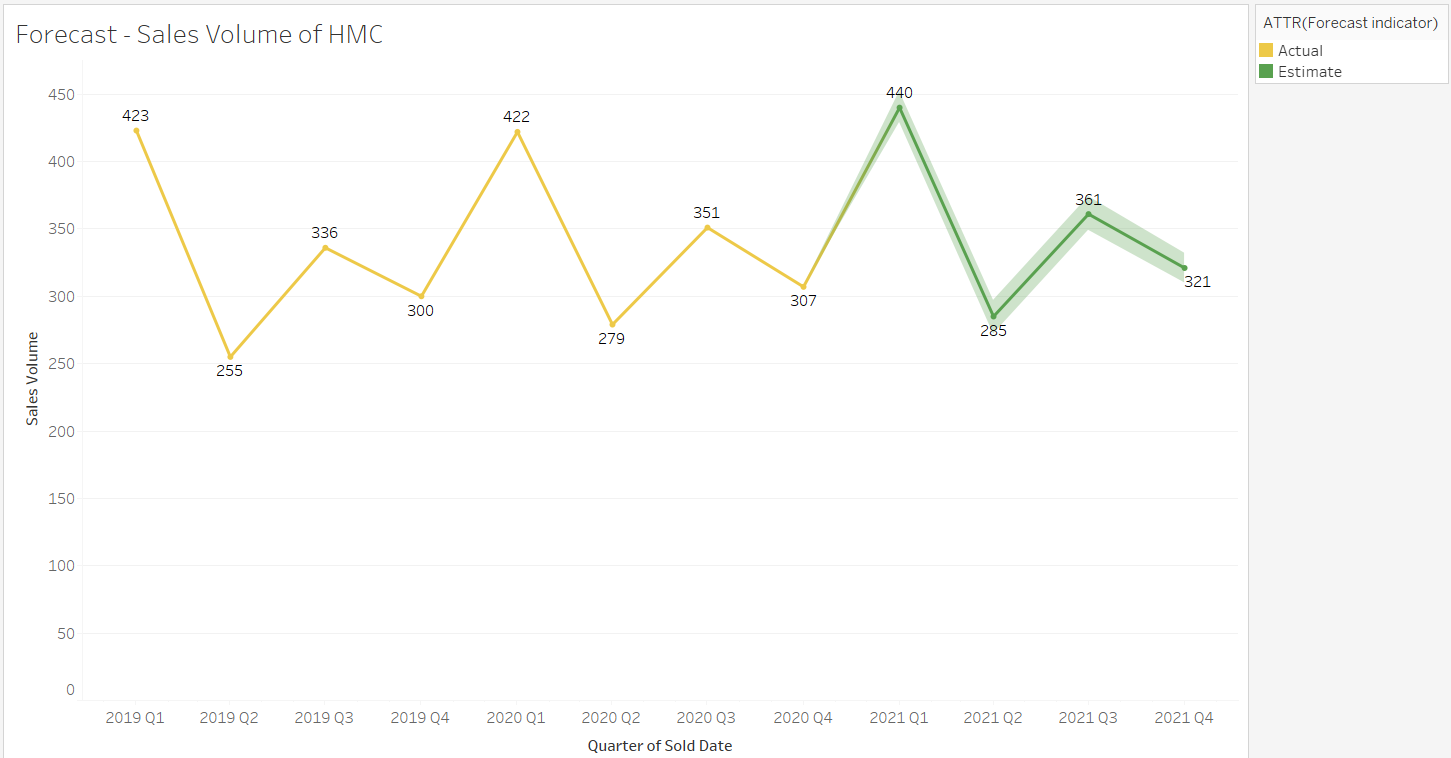 Forecast - Sales Volume of HMC
ATTR(Forecast indicator)
Actual
Estimate
Sales Volume
450
400
350
300
250
200
150
100
50
0
423
255
336
300
422
279
351
307
440
285
361
321
2019 Q1
2019 Q2
2019 Q3
2019 Q4
2020 Q1
2020 Q2
2020 Q3
2020 Q4
2021 Q1
2021 Q2
2021 Q3
2021 Q4
Quarter of Sold Date